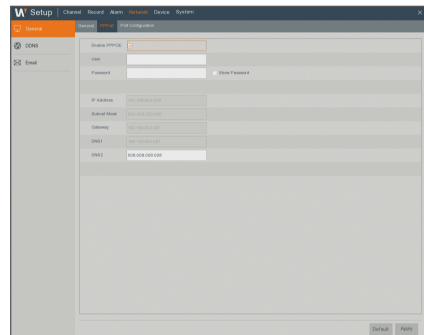 W Setup Channel Record Alarm Network Device System
General
DDNS
Email
General PPPoE Port Configuration
Enable PPPOE
User
Password Show Password
IP Address
Subnet Mask
Gateway
DNS1
DNS2 008.008.008.008
Default Apply